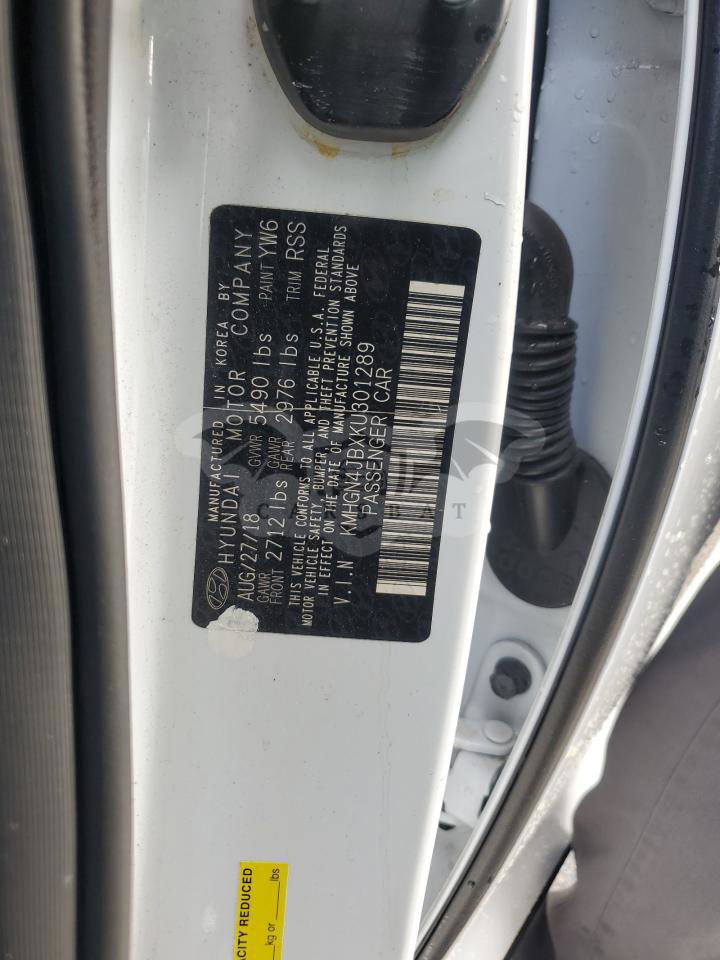 MANUFACTURED IN KOREA BY
HYUNDAI MOTOR COMPANY
AUG/27/18 GVWR 5490 lbs PAINT YW6
GAWR FRONT 2712 lbs GAWR REAR 2976 lbs TRIM RSS
THIS VEHICLE CONFORMS TO ALL APPLICABLE U.S.A. FEDERAL
MOTOR VEHICLE SAFETY, BUMPER AND THEFT PREVENTION STANDARDS
IN EFFECT ON THE DATE OF MANUFACTURE SHOWN ABOVE
V.I.N KMHGN4JBXKU301289
PASSENGER CAR
CARSBAT
ACITY REDUCED
kg or lbs